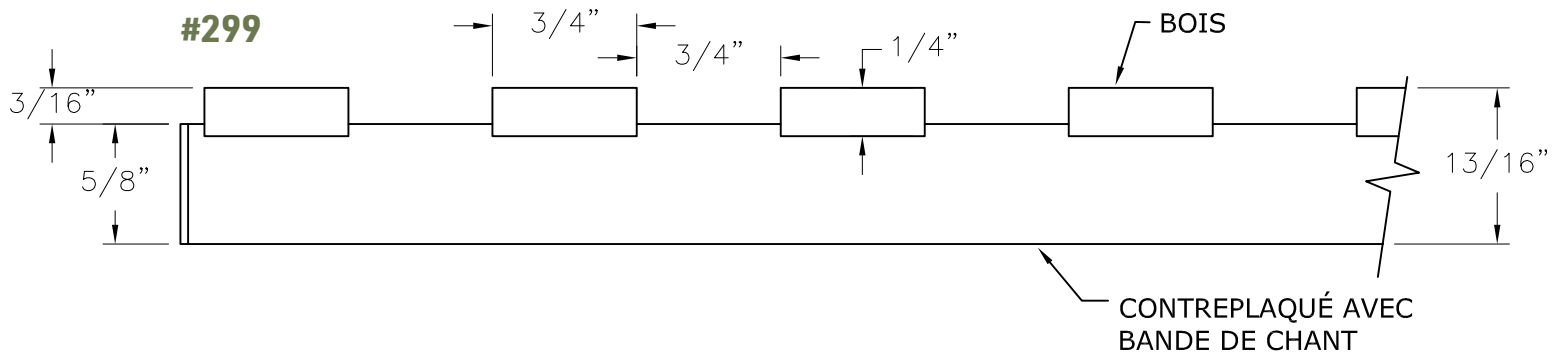 #299
3/4”
3/4”
1/4”
BOIS
3/16”
5/8”
13/16”
CONTREPLAQUÉ AVEC
BANDE DE CHANT